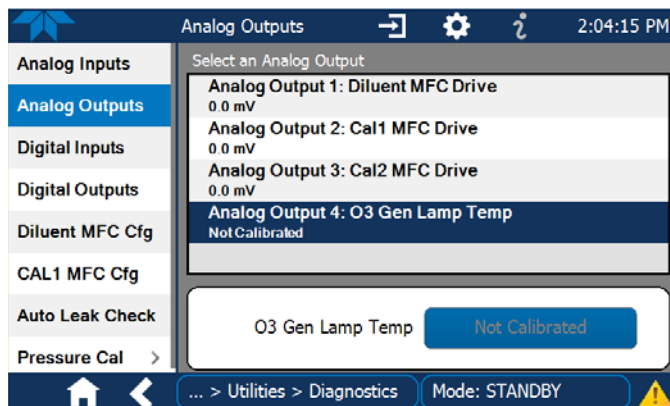 Analog Outputs
2:04:15 PM
Analog Inputs
Analog Outputs
Digital Inputs
Digital Outputs
Diluent MFC Cfg
CAL1 MFC Cfg
Auto Leak Check
Pressure Cal >
Select an Analog Output
Analog Output 1: Diluent MFC Drive
0.0 mV
Analog Output 2: Cal1 MFC Drive
0.0 mV
Analog Output 3: Cal2 MFC Drive
0.0 mV
Analog Output 4: O3 Gen Lamp Temp
Not Calibrated
O3 Gen Lamp Temp
Not Calibrated
... > Utilities > Diagnostics
Mode: STANDBY